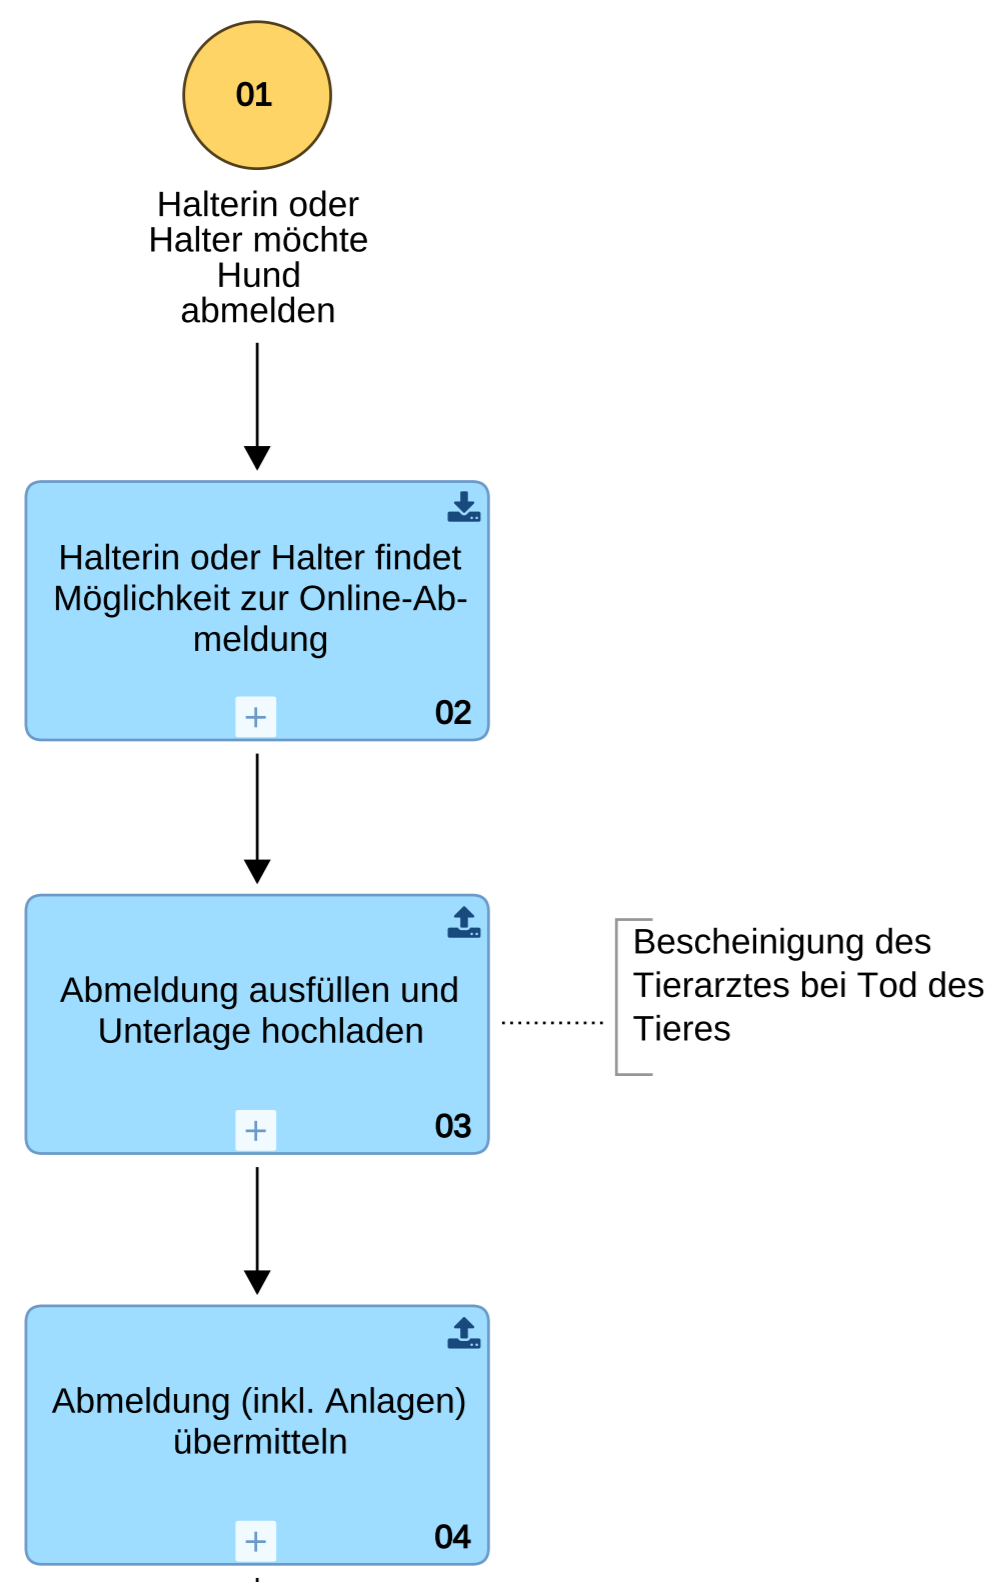 01
Halterin oder
Halter möchte
Hund
abmelden
Halterin oder Halter findet
Möglichkeit zur Online-Ab-
meldung
02
Abmeldung ausfüllen und
Unterlage hochladen
03
Bescheinigung des
Tierarztes bei Tod des
Tieres
Abmeldung (inkl. Anlagen)
übermitteln
04